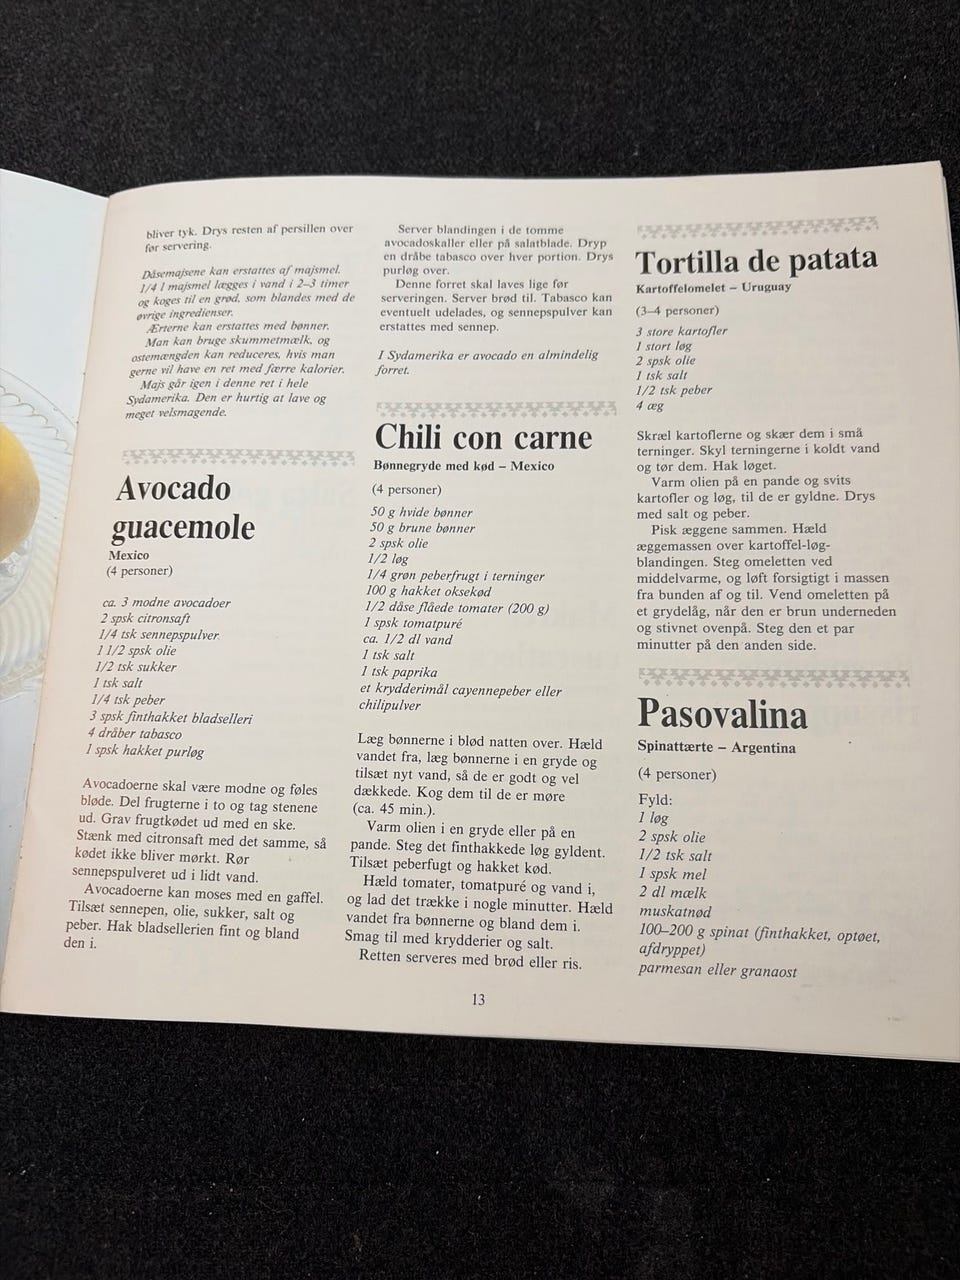 bliver tyk. Drys resten af persillen over
før servering.
Dåsemajsene kan erstattes af majsmel.
1/4 l majsmel lægges i vand i 2–3 timer
og koges til en grød, som blandes med de
øvrige ingredienser.
Ærterne kan erstattes med bønner.
Man kan bruge skummetmælk, og
ostemængden kan reduceres, hvis man
gerne vil have en ret med færre kalorier.
Majs går igen i denne ret i hele
Sydamerika. Den er hurtig at lave og
meget velsmagende.
Avocado
guacemole
Mexico
(4 personer)
ca. 3 modne avocadoer
2 spsk citronsaft
1/4 tsk sennepspulver
1 1/2 spsk olie
1/2 tsk sukker
1 tsk salt
1/4 tsk peber
3 spsk finthakket bladselleri
4 dråber tabasco
1 spsk hakket purløg
Avocadoerne skal være modne og føles
bløde. Del frugterne i to og tag stenene
ud. Grav frugtkødet ud med en ske.
Stænk med citronsaft med det samme, så
kødet ikke bliver mørkt. Rør
sennepspulveret ud i lidt vand.
Avocadoerne kan moses med en gaffel.
Tilsæt sennepen, olie, sukker, salt og
peber. Hak bladsellerien fint og bland
den i.
Server blandingen i de tomme
avocadoskaller eller på salatblade. Dryp
en dråbe tabasco over hver portion. Drys
purløg over.
Denne forret skal laves lige før
serveringen. Server brød til. Tabasco kan
eventuelt udelades, og sennepspulver kan
erstattes med sennep.
I Sydamerika er avocado en almindelig
forret.
Chili con carne
Bønnegryde med kød – Mexico
(4 personer)
50 g hvide bønner
50 g brune bønner
2 spsk olie
1/2 løg
1/4 grøn peberfrugt i terninger
100 g hakket oksekød
1/2 dåse flåede tomater (200 g)
1 spsk tomatpuré
ca. 1/2 dl vand
1 tsk salt
1 tsk paprika
et krydderimål cayennepeber eller
chilipulver
Læg bønnerne i blød natten over. Hæld
vandet fra, læg bønnerne i en gryde og
tilsæt nyt vand, så de er godt og vel
dækkede. Kog dem til de er møre
(ca. 45 min.).
Varm olien i en gryde eller på en
pande. Steg det finthakkede løg gyldent.
Tilsæt peberfugt og hakket kød.
Hæld tomater, tomatpuré og vand i,
og lad det trække i nogle minutter. Hæld
vandet fra bønnerne og bland dem i.
Smag til med krydderier og salt.
Retten serveres med brød eller ris.
Tortilla de patata
Kartoffelomelet – Uruguay
(3–4 personer)
3 store kartofler
1 stort løg
2 spsk olie
1 tsk salt
1/2 tsk peber
4 æg
Skræl kartoflerne og skær dem i små
terninger. Skyl terningerne i koldt vand
og tør dem. Hak løget.
Varm olien på en pande og svits
kartofler og løg, til de er gyldne. Drys
med salt og peber.
Pisk æggene sammen. Hæld
æggemassen over kartoffel-løg-
blandingen. Steg omeletten ved
middelvarme, og løft forsigtigt i massen
fra bunden af og til. Vend omeletten på
et grydelåg, når den er brun underneden
og stivnet ovenpå. Steg den et par
minutter på den anden side.
Pasovalina
Spinattærte – Argentina
(4 personer)
Fyld:
1 løg
2 spsk olie
1/2 tsk salt
1 spsk mel
2 dl mælk
muskatnød
100–200 g spinat (finthakket, optøet,
afdryppet)
parmesan eller granaost
13